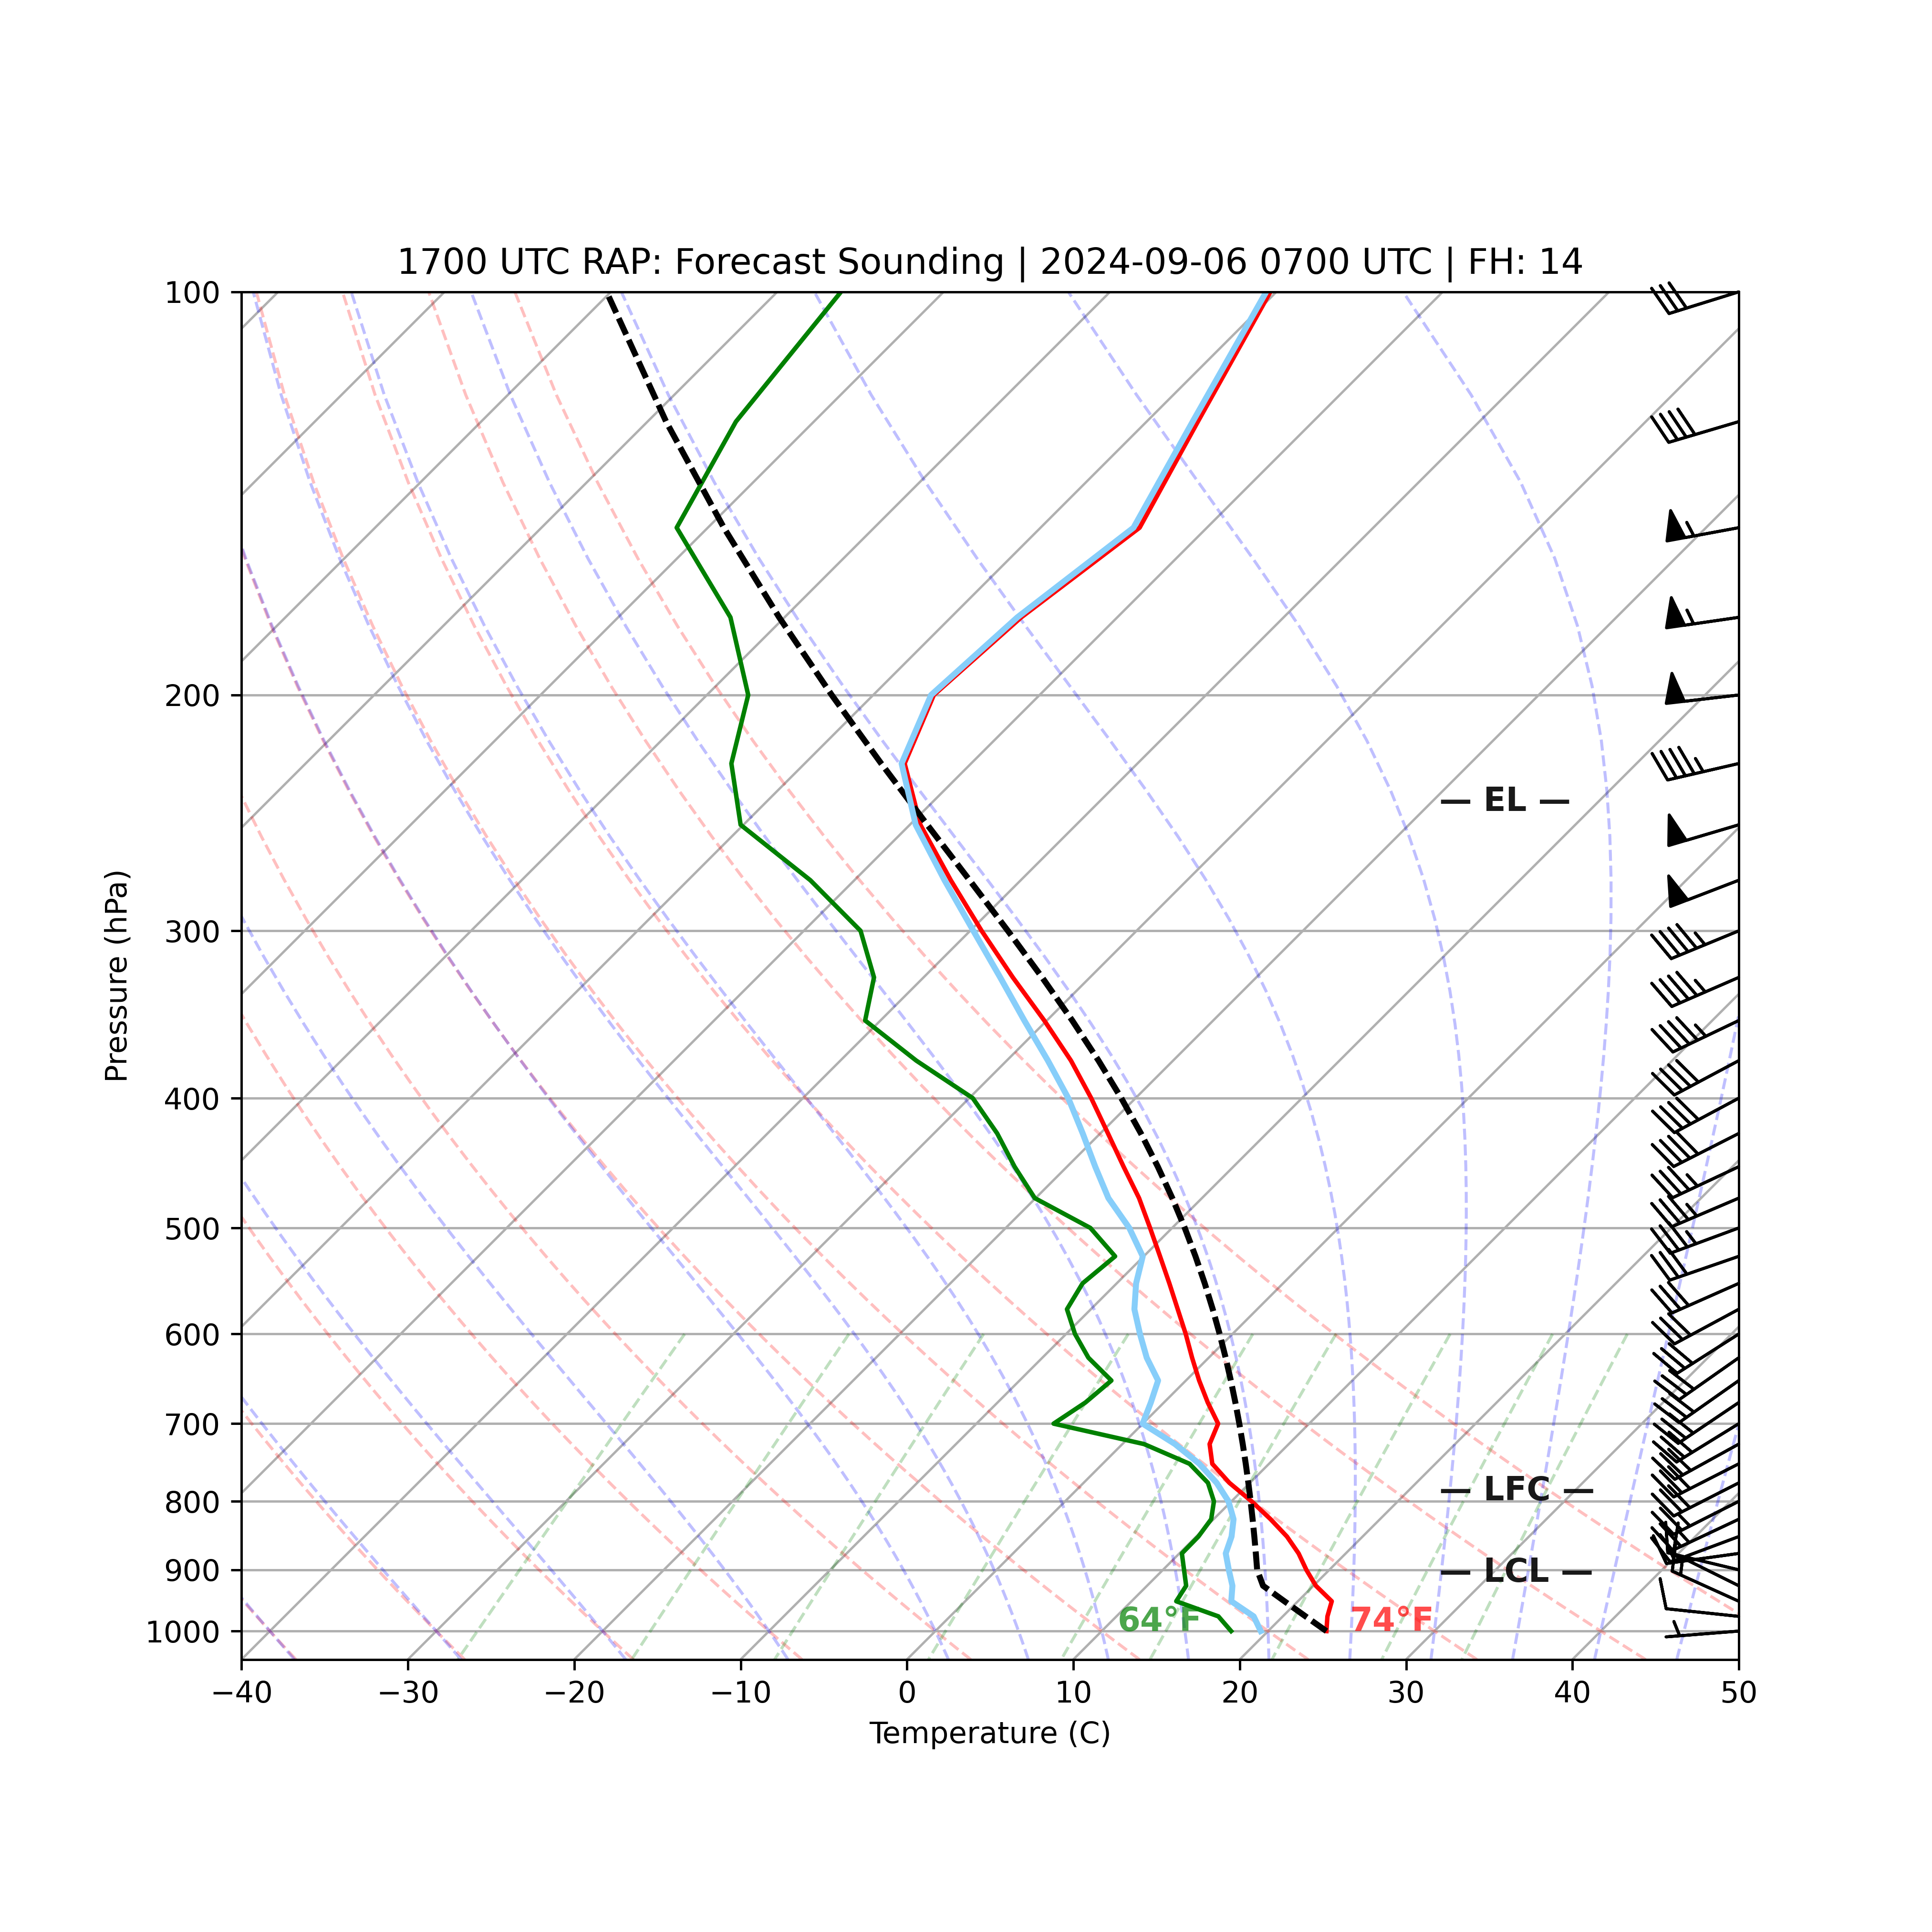 1700 UTC RAP: Forecast Sounding | 2024-09-06 0700 UTC | FH: 14
100
200
— EL —
300
Pressure (hPa)
400
500
600
700
— LFC —
800
900
— LCL —
64°F 74°F
1000
−40 −30 −20 −10 0 10 20 30 40 50
Temperature (C)